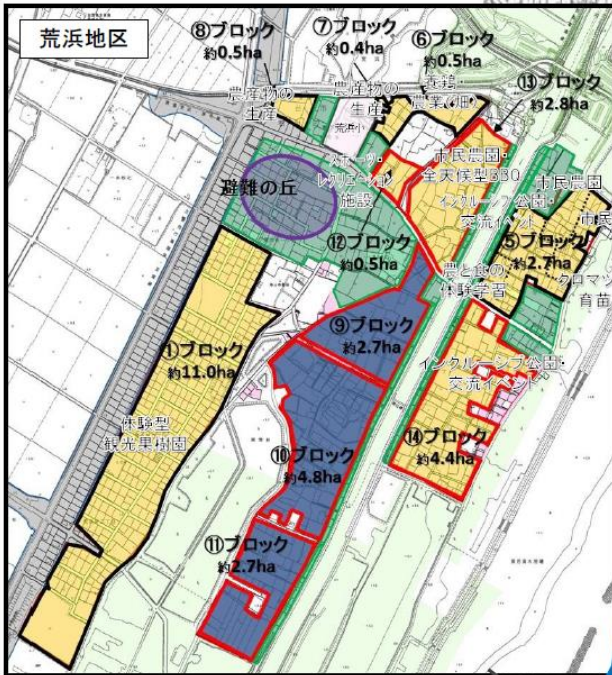 荒浜地区
⑧ブロック
約0.5ha
⑦ブロック
約0.4ha
⑥ブロック
約0.5ha
⑬ブロック
約2.8ha
農産物の
生産
農産物の
生産
養鶏・
農業(畑)
荒浜小
スポーツ・
レクリエーション
施設
市民農園・
全天候型BBQ
インクルーシブ公園・
交流イベント
市民農園
市民
避難の丘
⑫ブロック
約0.5ha
農と食の
体験学習
⑤ブロック
約2.7ha
クロマツ
育苗
⑨ブロック
約2.7ha
①ブロック
約11.0ha
インクルーシブ公園・
交流イベント
体験型
観光果樹園
⑩ブロック
約4.8ha
⑭ブロック
約4.4ha
⑪ブロック
約2.7ha